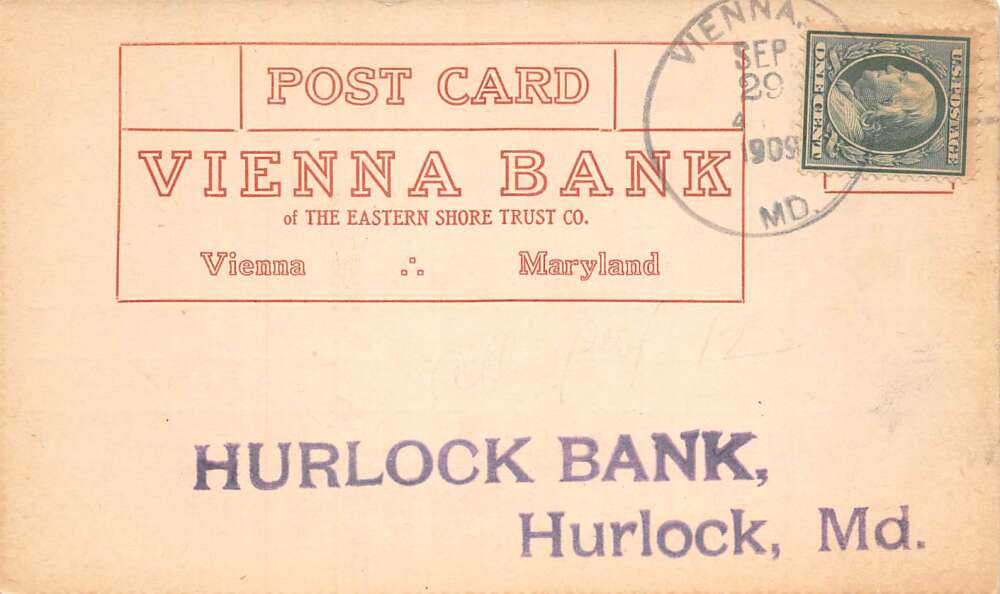 POST CARD
VIENNA BANK
of THE EASTERN SHORE TRUST CO.
Vienna ∴ Maryland
VIENNA,
SEP
29
4
1909
MD.
U.S. POSTAGE
ONE CENT
HURLOCK BANK,
Hurlock, Md.